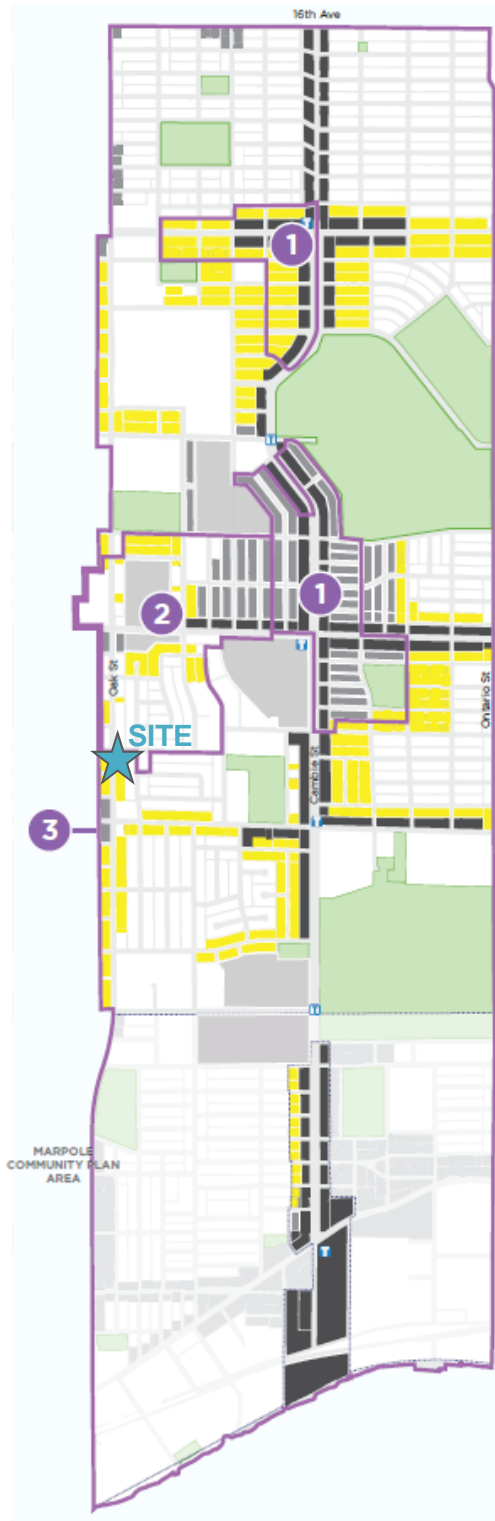 16th Ave
1
2
1
Oak St
Ontario St
SITE
Cambie St
3
MARPOLE
COMMUNITY PLAN
AREA